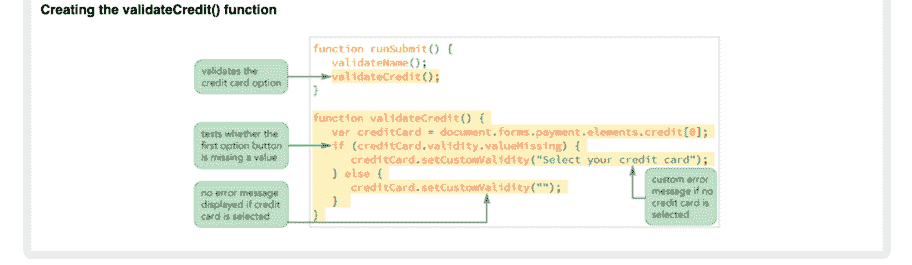 Creating the validateCredit() function
function runSubmit() {
validateName();
validateCredit();
}
validates the
credit card option
function validateCredit() {
var creditCard = document.forms.payment.elements.credit[0];
if (creditCard.validity.valueMissing) {
creditCard.setCustomValidity("Select your credit card");
} else {
creditCard.setCustomValidity("");
}
}
tests whether the
first option button
is missing a value
no error message
displayed if credit
card is selected
custom error
message if no
credit card is
selected